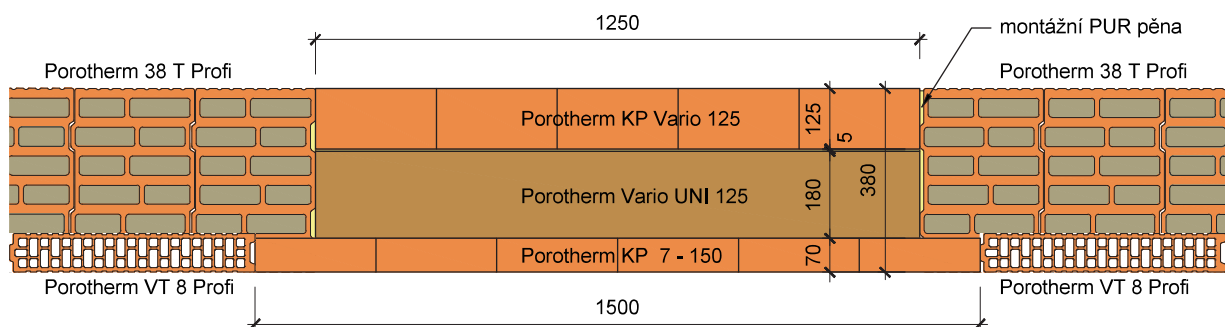 1250
montážní PUR pěna
Porotherm 38 T Profi
Porotherm 38 T Profi
Porotherm KP Vario 125
125
5
Porotherm Vario UNI 125
180
380
Porotherm KP 7 - 150
70
Porotherm VT 8 Profi
Porotherm VT 8 Profi
1500